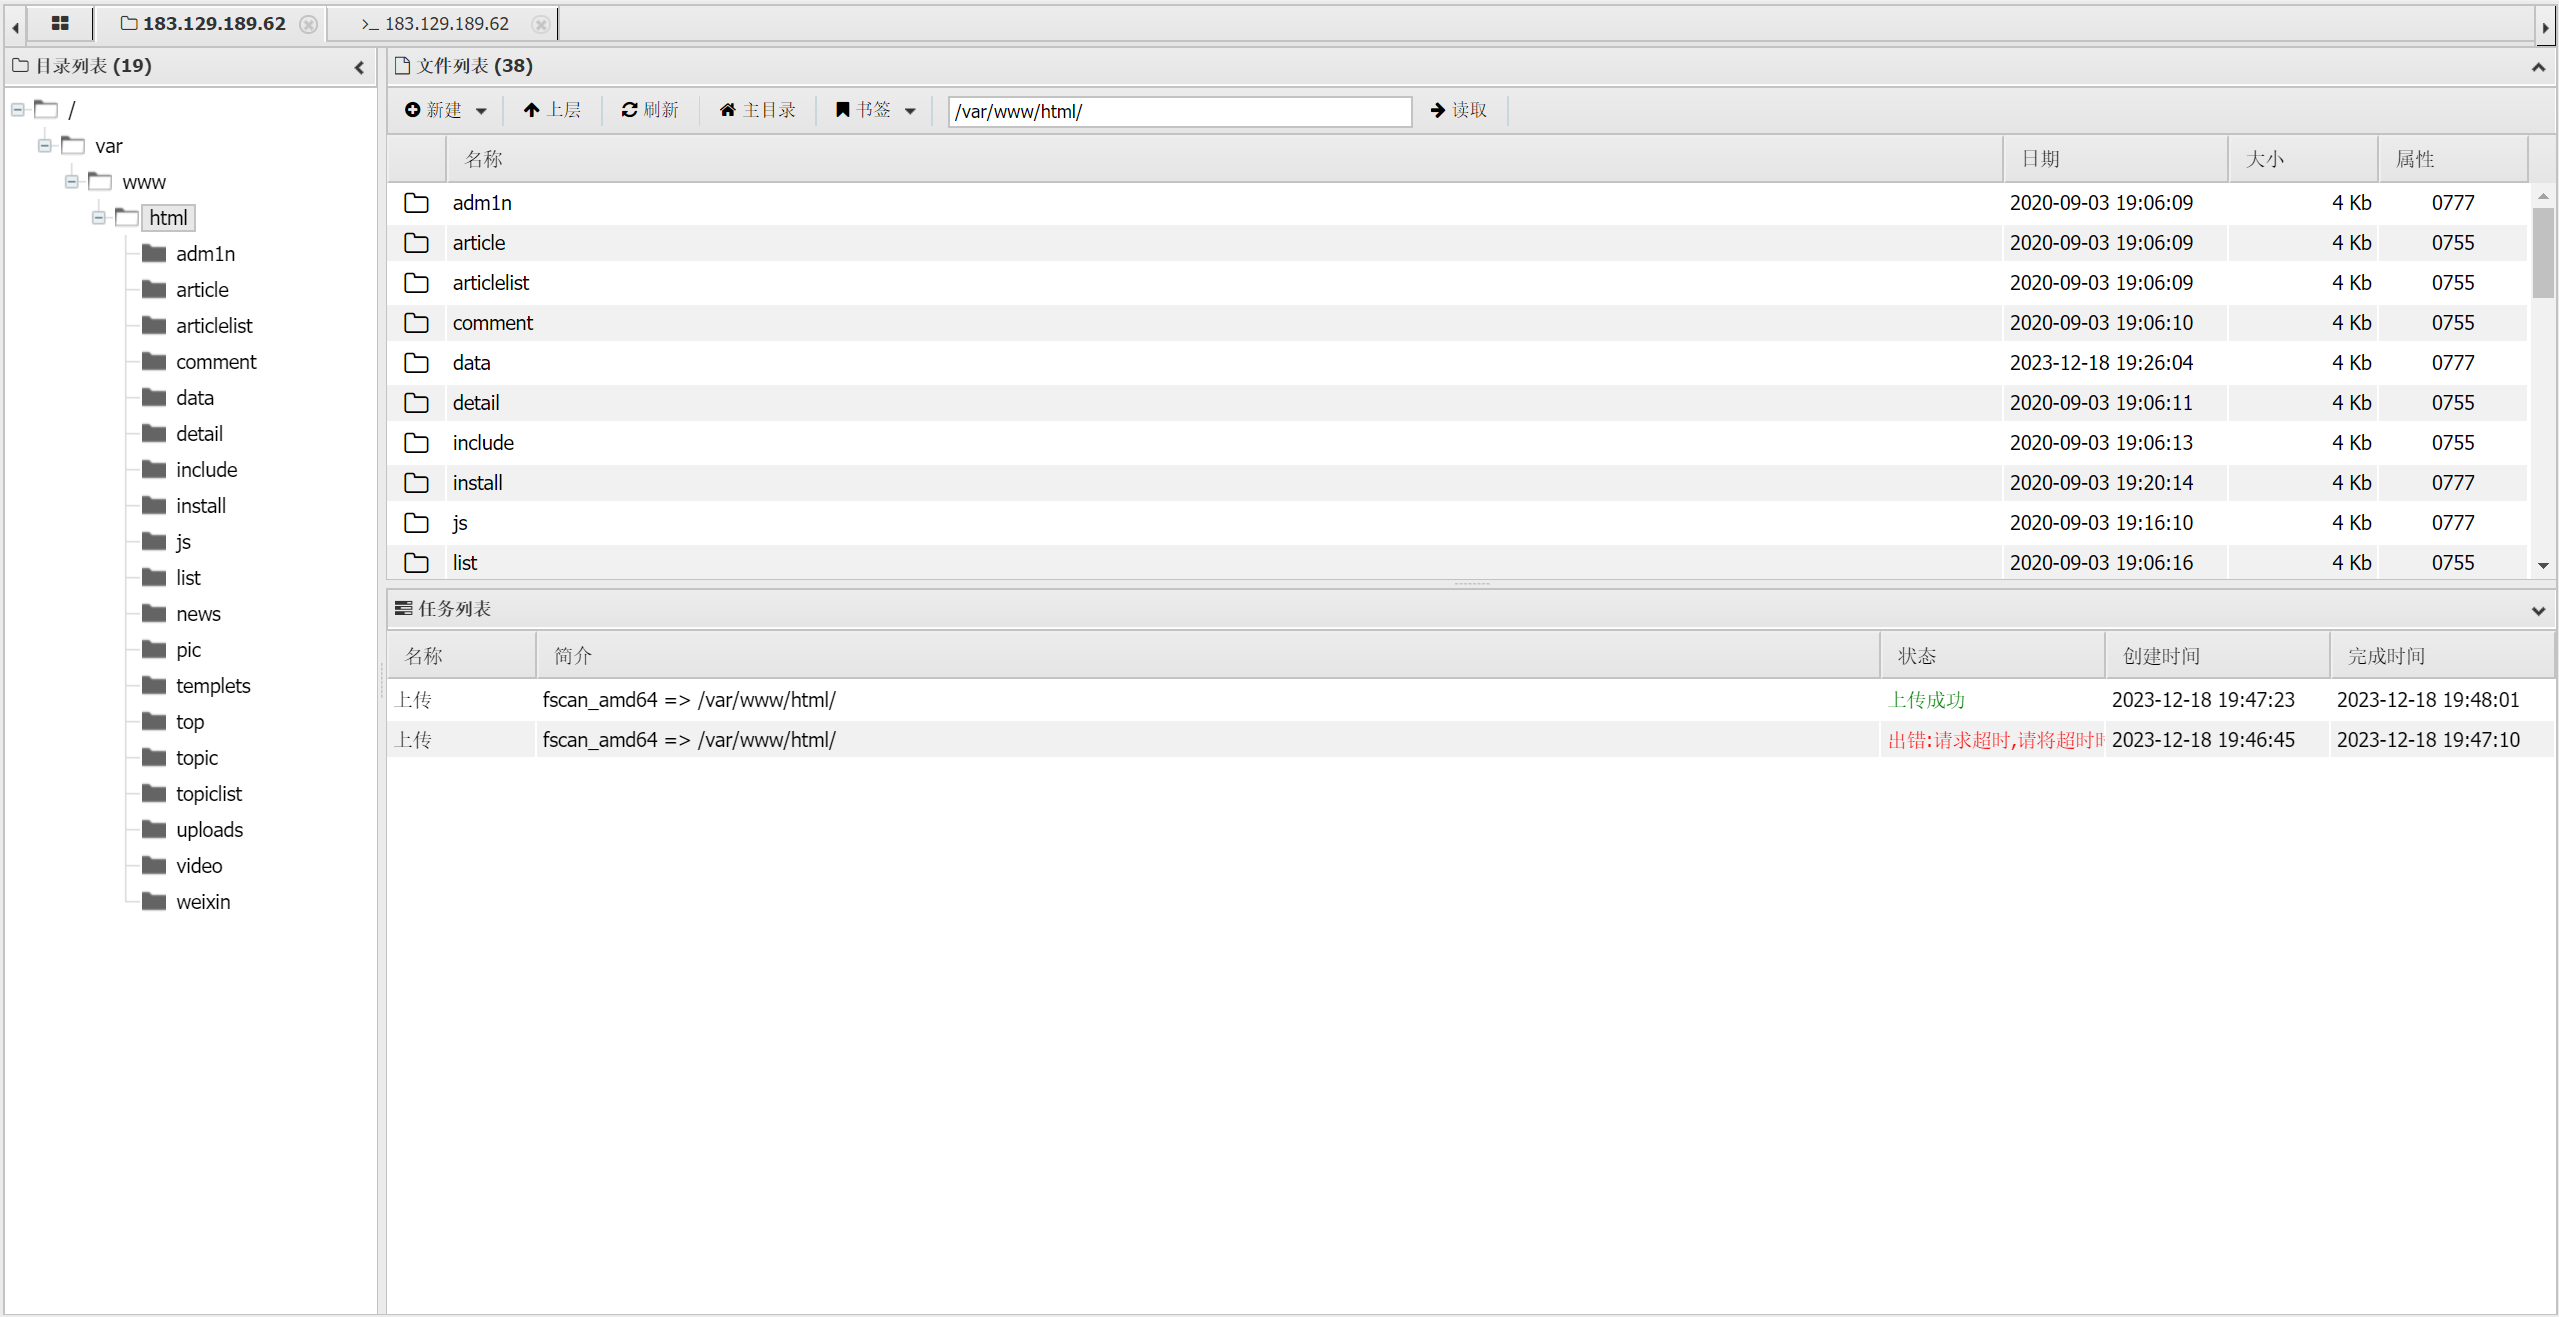 183.129.189.62
>_ 183.129.189.62
目录列表 (19)
/
var
www
html
adm1n
article
articlelist
comment
data
detail
include
install
js
list
news
pic
templets
top
topic
topiclist
uploads
video
weixin
文件列表 (38)
新建 上层 刷新 主目录 书签 /var/www/html/ 读取
名称 日期 大小 属性
adm1n 2020-09-03 19:06:09 4 Kb 0777
article 2020-09-03 19:06:09 4 Kb 0755
articlelist 2020-09-03 19:06:09 4 Kb 0755
comment 2020-09-03 19:06:10 4 Kb 0755
data 2023-12-18 19:26:04 4 Kb 0777
detail 2020-09-03 19:06:11 4 Kb 0755
include 2020-09-03 19:06:13 4 Kb 0755
install 2020-09-03 19:20:14 4 Kb 0777
js 2020-09-03 19:16:10 4 Kb 0777
list 2020-09-03 19:06:16 4 Kb 0755
任务列表
名称 简介 状态 创建时间 完成时间
上传 fscan_amd64 => /var/www/html/ 上传成功 2023-12-18 19:47:23 2023-12-18 19:48:01
上传 fscan_amd64 => /var/www/html/ 出错:请求超时,请将超时 2023-12-18 19:46:45 2023-12-18 19:47:10